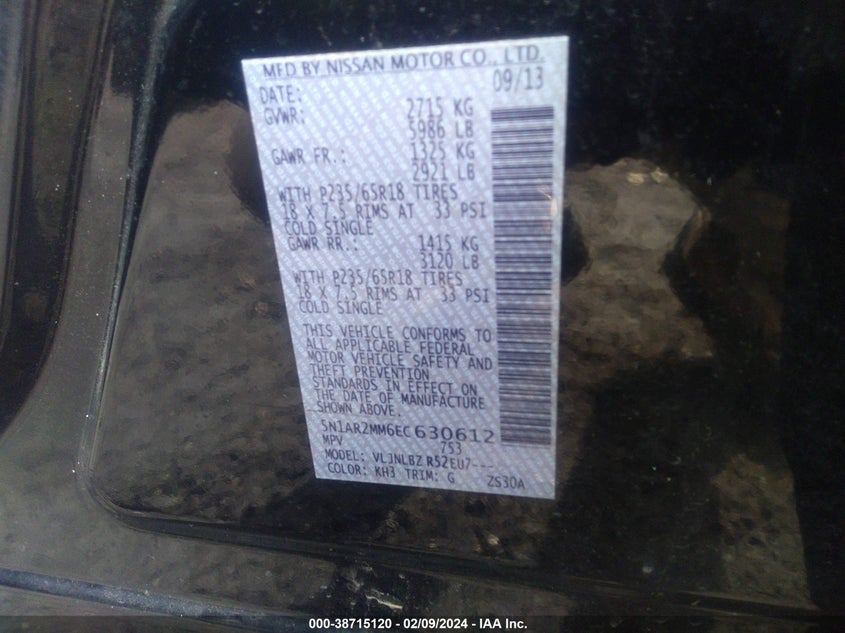 MFD BY NISSAN MOTOR CO., LTD.
DATE: 09/13
GVWR: 2715 KG
5986 LB
GAWR FR.: 1325 KG
2921 LB
WITH P235/65R18 TIRES
18 X 7.5 RIMS AT 33 PSI
COLD SINGLE
GAWR RR.: 1415 KG
3120 LB
WITH P235/65R18 TIRES
18 X 7.5 RIMS AT 33 PSI
COLD SINGLE
THIS VEHICLE CONFORMS TO
ALL APPLICABLE FEDERAL
MOTOR VEHICLE SAFETY AND
THEFT PREVENTION
STANDARDS IN EFFECT ON
THE DATE OF MANUFACTURE
SHOWN ABOVE.
5N1AR2MM6EC630612
MPV 753
MODEL: VLJNLBZ R52EU7---
COLOR: KH3 TRIM: G ZS30A
000-38715120 - 02/09/2024 - IAA Inc.